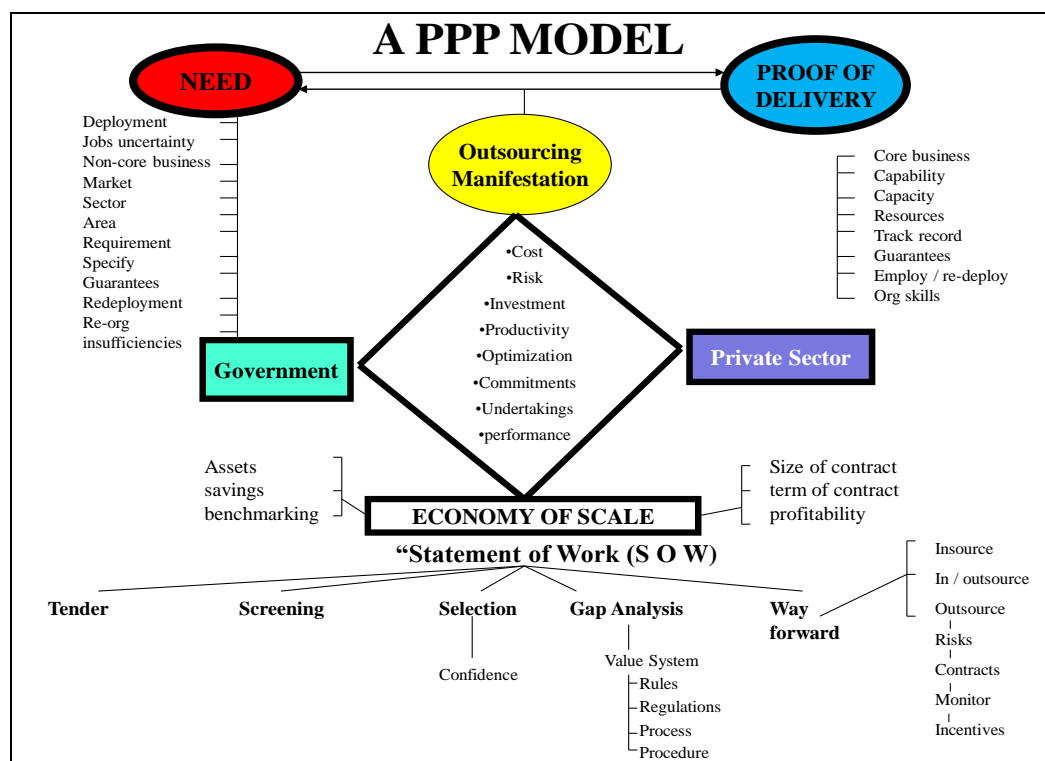 A PPP MODEL
NEED
PROOF OF
DELIVERY
Outsourcing
Manifestation
Deployment
Jobs uncertainty
Non-core business
Market
Sector
Area
Requirement
Specify
Guarantees
Redeployment
Re-org
insufficiencies
Core business
Capability
Capacity
Resources
Track record
Guarantees
Employ / re-deploy
Org skills
•Cost
•Risk
•Investment
•Productivity
•Optimization
•Commitments
•Undertakings
•performance
Government
Private Sector
Assets
savings
benchmarking
Size of contract
term of contract
profitability
ECONOMY OF SCALE
“Statement of Work (S O W)
Tender
Screening
Selection
Confidence
Gap Analysis
Value System
Rules
Regulations
Process
Procedure
Way
forward
Insource
In / outsource
Outsource
Risks
Contracts
Monitor
Incentives